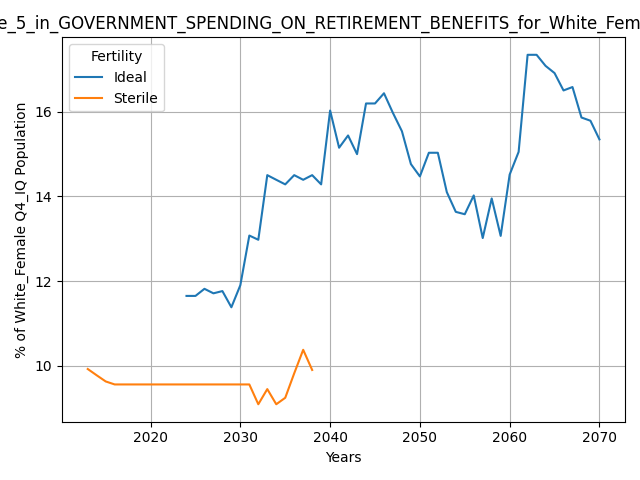 e_5_in_GOVERNMENT_SPENDING_ON_RETIREMENT_BENEFITS_for_White_Fem
Fertility
Ideal
Sterile
% of White_Female Q4_IQ Population
16
14
12
10
2020 2030 2040 2050 2060 2070
Years